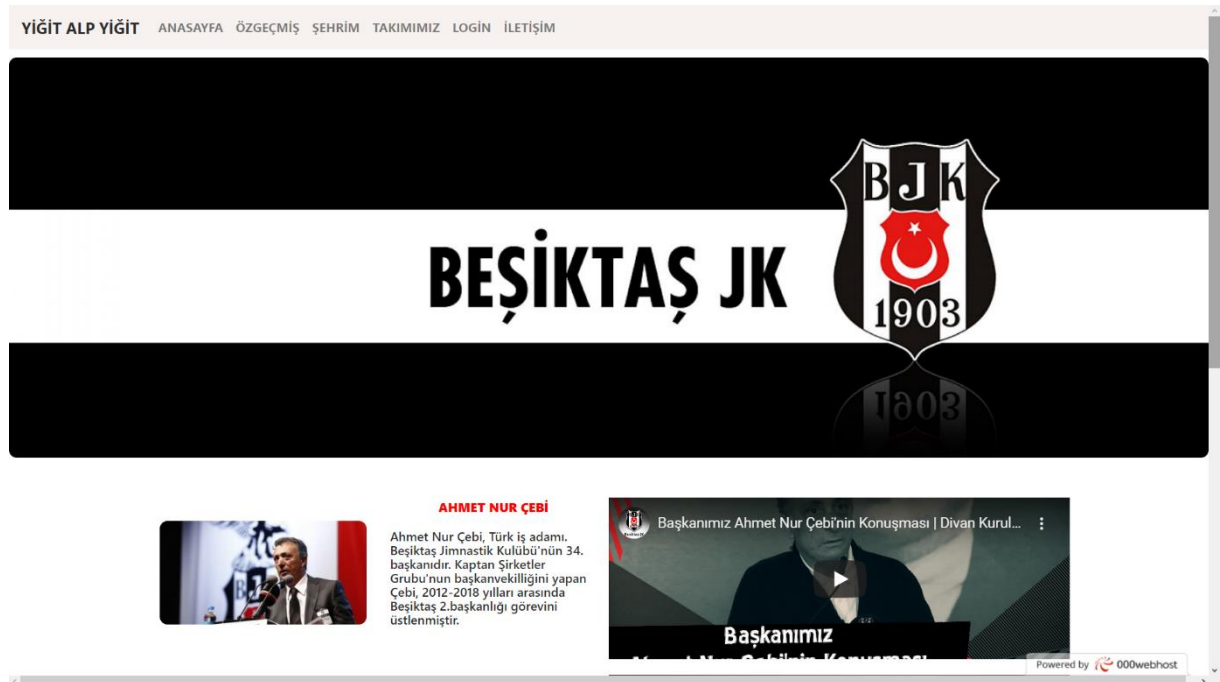 YİĞİT ALP YİĞİT ANASAYFA ÖZGEÇMİŞ ŞEHRİM TAKIMIMIZ LOGİN İLETİŞİM
BJK
BEŞİKTAŞ JK
1903
AHMET NUR ÇEBİ
Ahmet Nur Çebi, Türk iş adamı.
Beşiktaş Jimnastik Kulübü'nün 34.
başkanıdır. Kaptan Şirketler
Grubu'nun başkanvekilliğini yapan
Çebi, 2012-2018 yılları arasında
Beşiktaş 2.başkanlığı görevini
üstlenmiştir.
Başkanımız Ahmet Nur Çebi'nin Konuşması | Divan Kurul...
Başkanımız
Powered by 000webhost